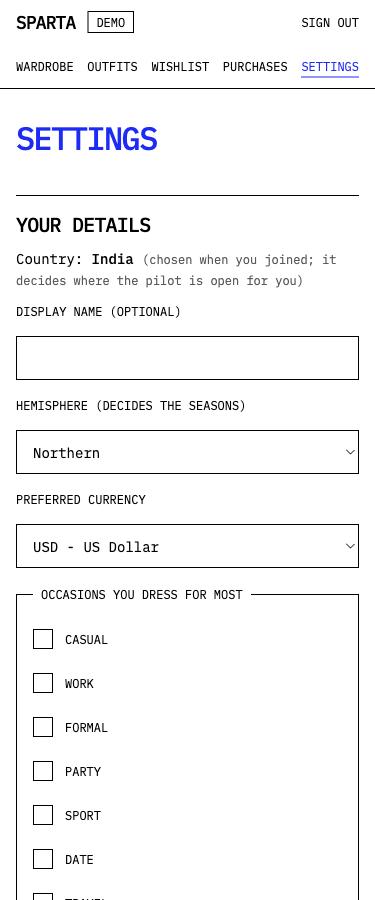 SPARTA DEMO SIGN OUT
WARDROBE OUTFITS WISHLIST PURCHASES SETTINGS
SETTINGS
YOUR DETAILS
Country: India (chosen when you joined; it
decides where the pilot is open for you)
DISPLAY NAME (OPTIONAL)
HEMISPHERE (DECIDES THE SEASONS)
Northern
PREFERRED CURRENCY
USD - US Dollar
OCCASIONS YOU DRESS FOR MOST
CASUAL
WORK
FORMAL
PARTY
SPORT
DATE